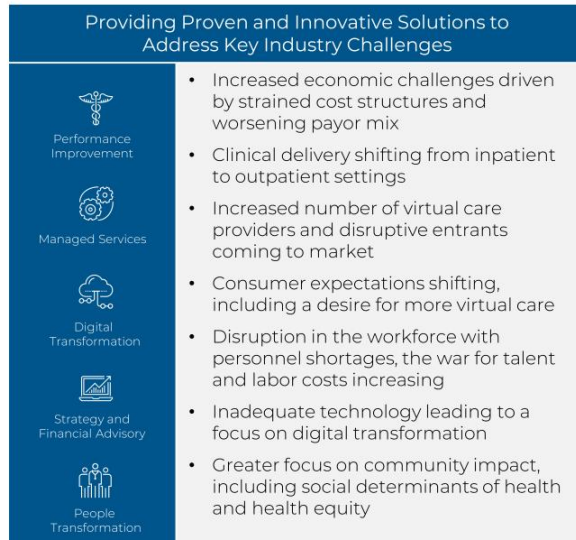 Providing Proven and Innovative Solutions to
Address Key Industry Challenges
Performance
Improvement
Managed Services
Digital
Transformation
Strategy and
Financial Advisory
People
Transformation
• Increased economic challenges driven
by strained cost structures and
worsening payor mix
• Clinical delivery shifting from inpatient
to outpatient settings
• Increased number of virtual care
providers and disruptive entrants
coming to market
• Consumer expectations shifting,
including a desire for more virtual care
• Disruption in the workforce with
personnel shortages, the war for talent
and labor costs increasing
• Inadequate technology leading to a
focus on digital transformation
• Greater focus on community impact,
including social determinants of health
and health equity